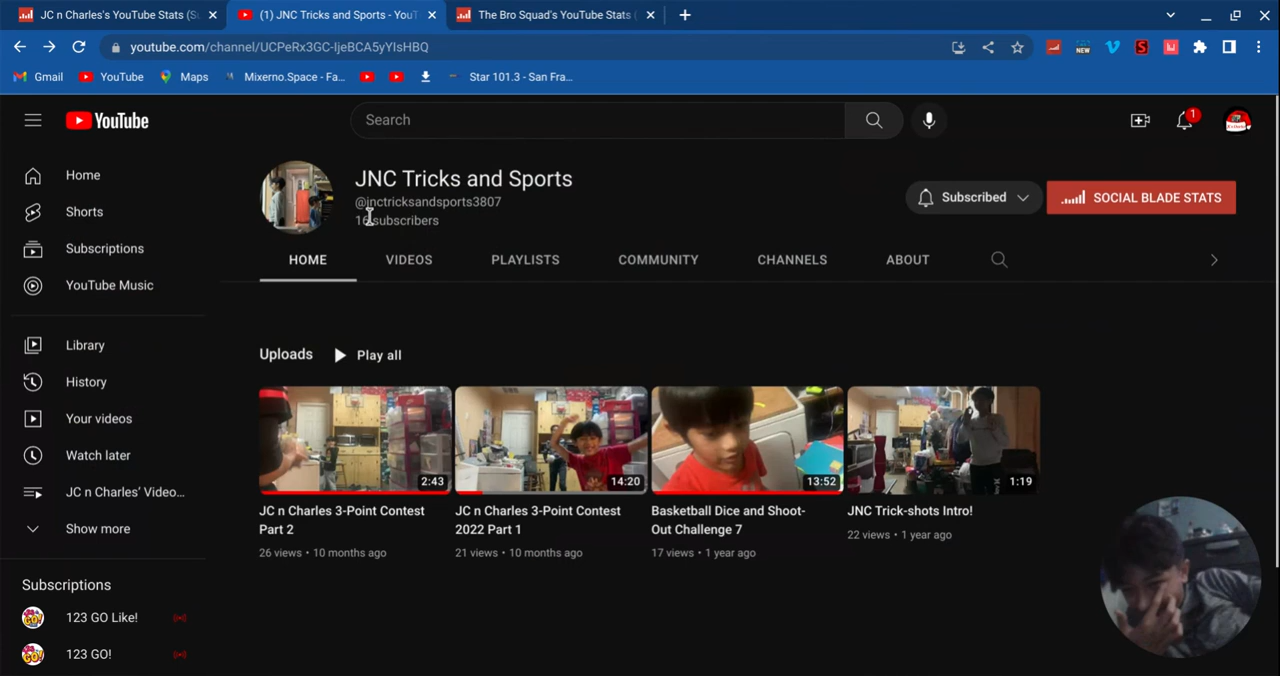 JC n Charles's YouTube Stats (Su
(1) JNC Tricks and Sports - YouT
The Bro Squad's YouTube Stats (
youtube.com/channel/UCPeRx3GC-IjeBCA5yYIsHBQ
NEW
Gmail
YouTube
Maps
Mixerno.Space - Fa...
Star 101.3 - San Fra...
YouTube
Search
1
Home
Shorts
Subscriptions
YouTube Music
Library
History
Your videos
Watch later
JC n Charles' Video...
Show more
Subscriptions
123 GO Like!
123 GO!
JNC Tricks and Sports
@jnctricksandsports3807
16 subscribers
Subscribed
SOCIAL BLADE STATS
HOME
VIDEOS
PLAYLISTS
COMMUNITY
CHANNELS
ABOUT
Uploads
Play all
2:43
14:20
13:52
1:19
JC n Charles 3-Point Contest
Part 2
26 views • 10 months ago
JC n Charles 3-Point Contest
2022 Part 1
21 views • 10 months ago
Basketball Dice and Shoot-
Out Challenge 7
17 views • 1 year ago
JNC Trick-shots Intro!
22 views • 1 year ago